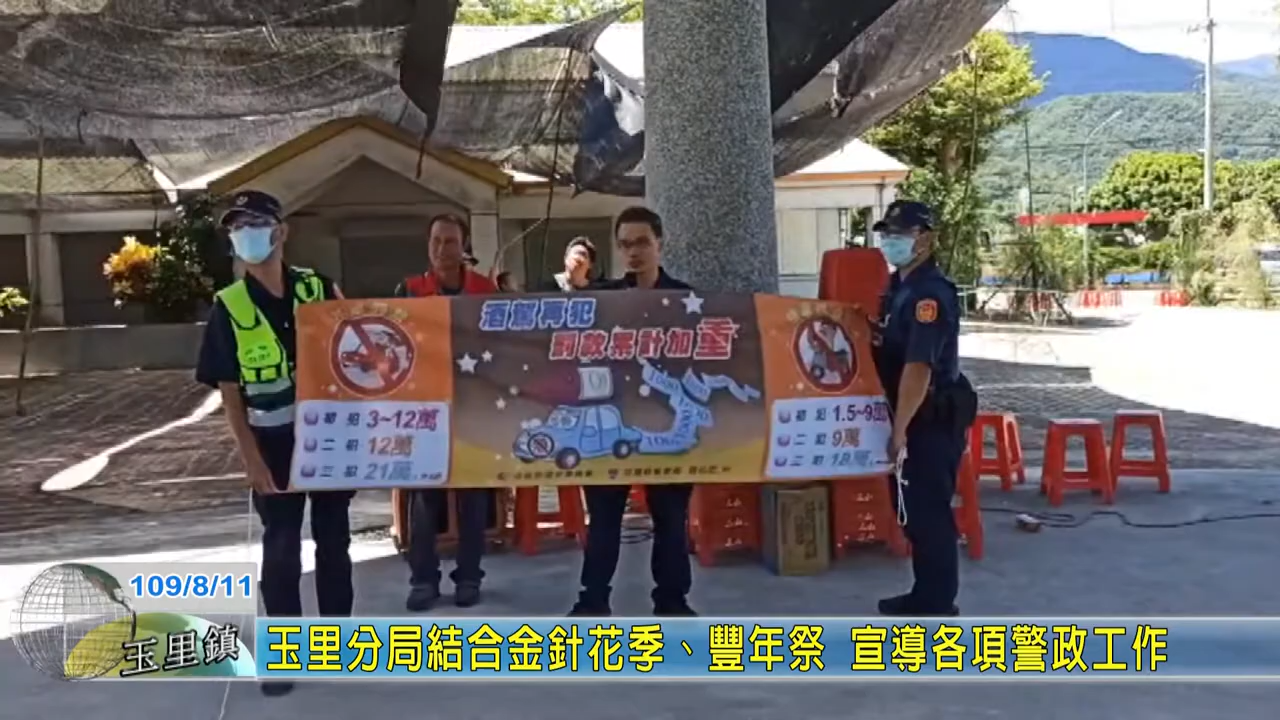 酒駕再犯
罰款累計加重
初犯 3~12萬
二犯 12萬
三犯 21萬
初犯 1.5~9萬
二犯 9萬
三犯 18萬
109/8/11
玉里鎮
玉里分局結合金針花季、豐年祭 宣導各項警政工作